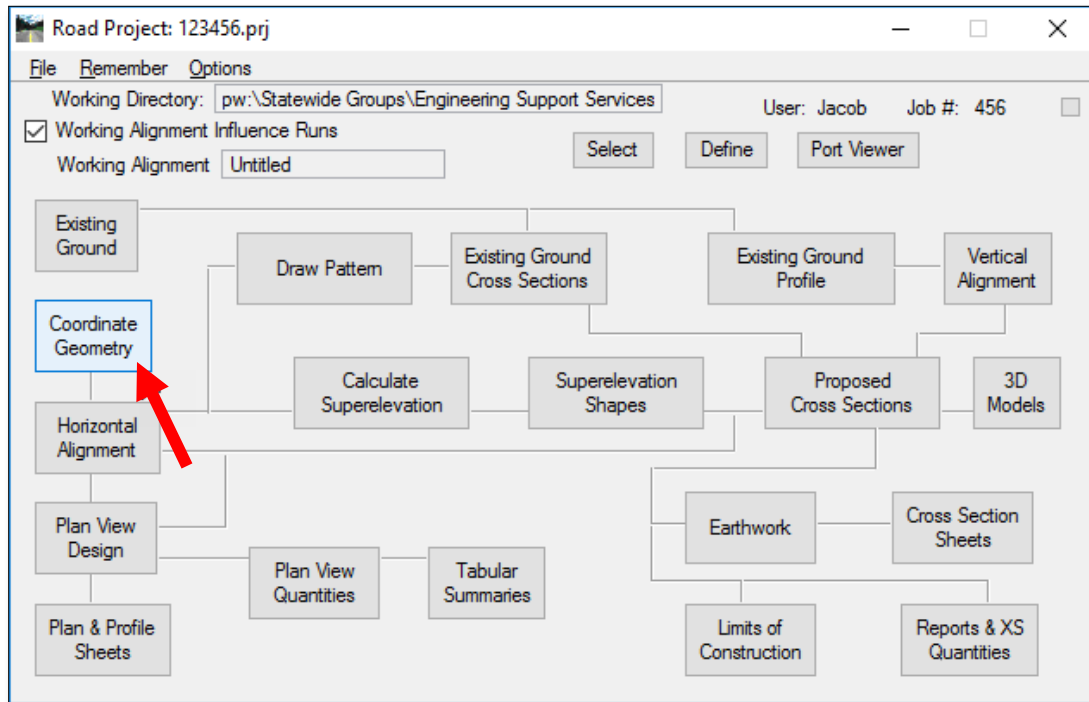 Road Project: 123456.prj
File Remember Options
Working Directory: pw:\Statewide Groups\Engineering Support Services
User: Jacob Job #: 456
Working Alignment Influence Runs
Select Define Port Viewer
Working Alignment Untitled
Existing
Ground
Draw Pattern
Existing Ground
Cross Sections
Existing Ground
Profile
Vertical
Alignment
Coordinate
Geometry
Calculate
Superelevation
Superelevation
Shapes
Proposed
Cross Sections
3D
Models
Horizontal
Alignment
Plan View
Design
Earthwork
Cross Section
Sheets
Plan View
Quantities
Tabular
Summaries
Plan & Profile
Sheets
Limits of
Construction
Reports & XS
Quantities